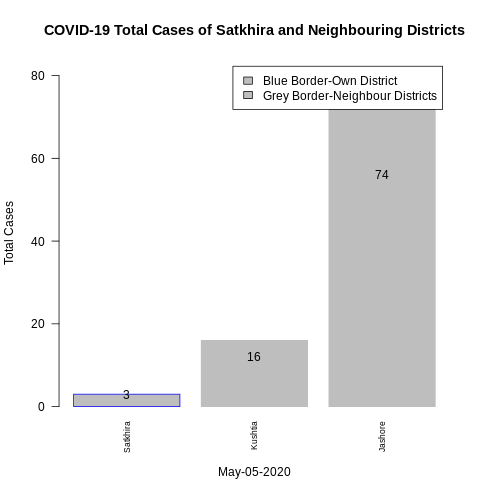 COVID-19 Total Cases of Satkhira and Neighbouring Districts
Blue Border-Own District
Grey Border-Neighbour Districts
Total Cases
80
60
40
20
0
74
16
3
Satkhira
Kushtia
Jashore
May-05-2020